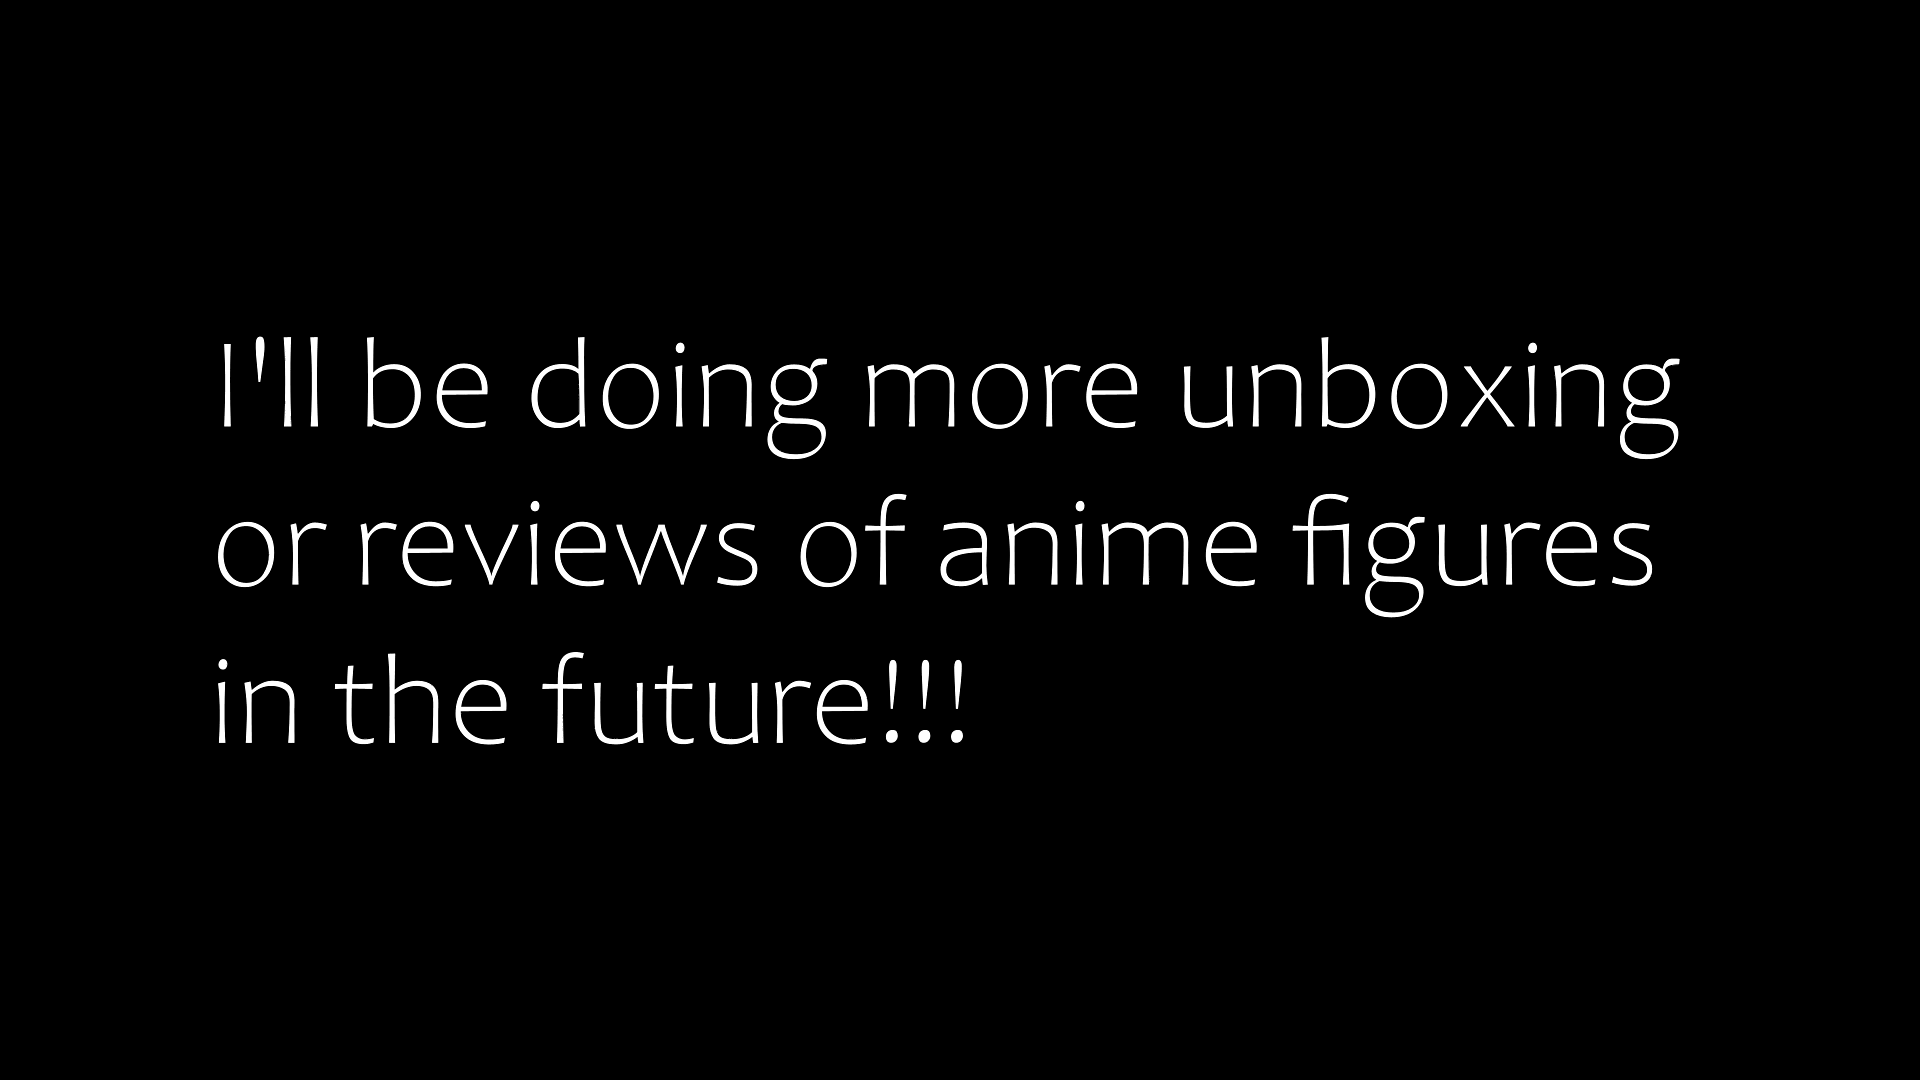 I'll be doing more unboxing
or reviews of anime figures
in the future!!!